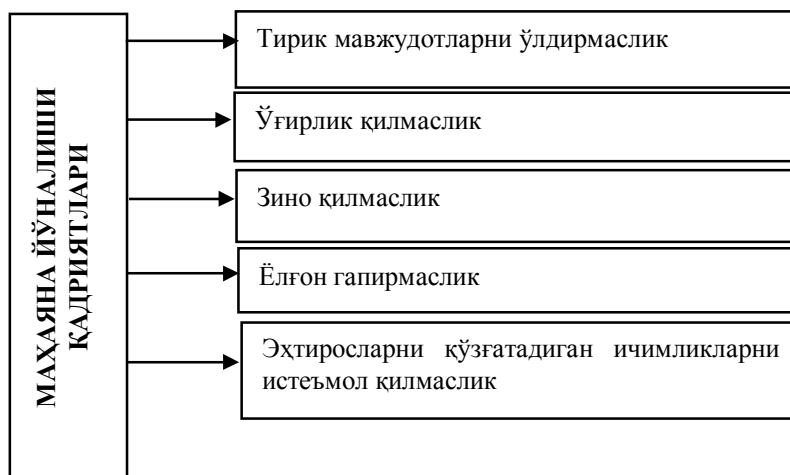 МАҲАЯНА ЙЎНАЛИШИ
ҚАДРИЯТЛАРИ
Тирик мавжудотларни ўлдирмаслик
Ўғирлик қилмаслик
Зино қилмаслик
Ёлғон гапирмаслик
Эҳтиросларни қўзғатадиган ичимликларни
истеъмол қилмаслик